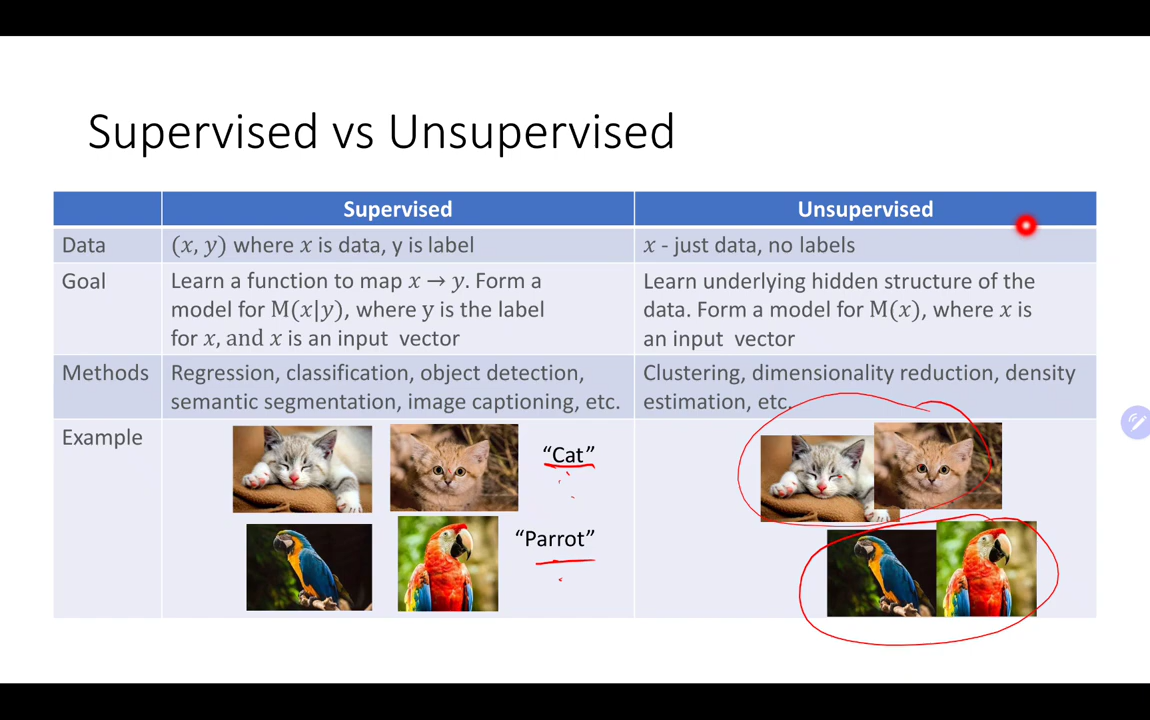 Supervised vs Unsupervised
Supervised
Unsupervised
Data
(x, y) where x is data, y is label
x - just data, no labels
Goal
Learn a function to map x → y. Form a
model for M(x|y), where y is the label
for x, and x is an input vector
Learn underlying hidden structure of the
data. Form a model for M(x), where x is
an input vector
Methods
Regression, classification, object detection,
semantic segmentation, image captioning, etc.
Clustering, dimensionality reduction, density
estimation, etc.
Example
“Cat”
“Parrot”